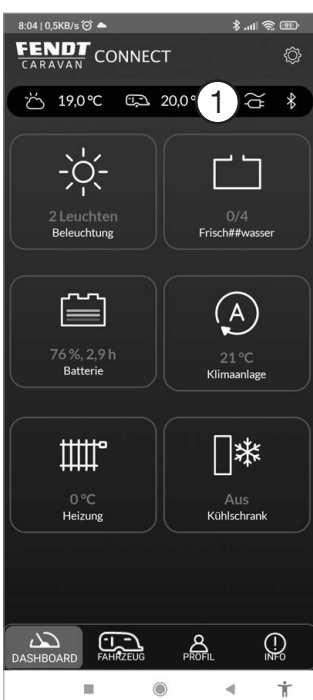 8:04 | 0,5KB/s
FENDT CONNECT
CARAVAN
19,0 °C 20,0 °
1
2 Leuchten
Beleuchtung
0/4
Frisch##wasser
76 %, 2,9 h
Batterie
21 °C
Klimaanlage
0 °C
Heizung
Aus
Kühlschrank
DASHBOARD
FAHRZEUG
PROFIL
INFO